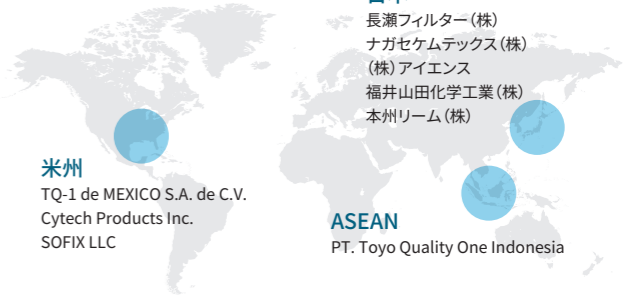 長瀬フィルター（株）
ナガセケムテックス（株）
（株）アイエンス
福井山田化学工業（株）
本州リーム（株）
米州
TQ-1 de MEXICO S.A. de C.V.
Cytech Products Inc.
SOFIX LLC
ASEAN
PT. Toyo Quality One Indonesia